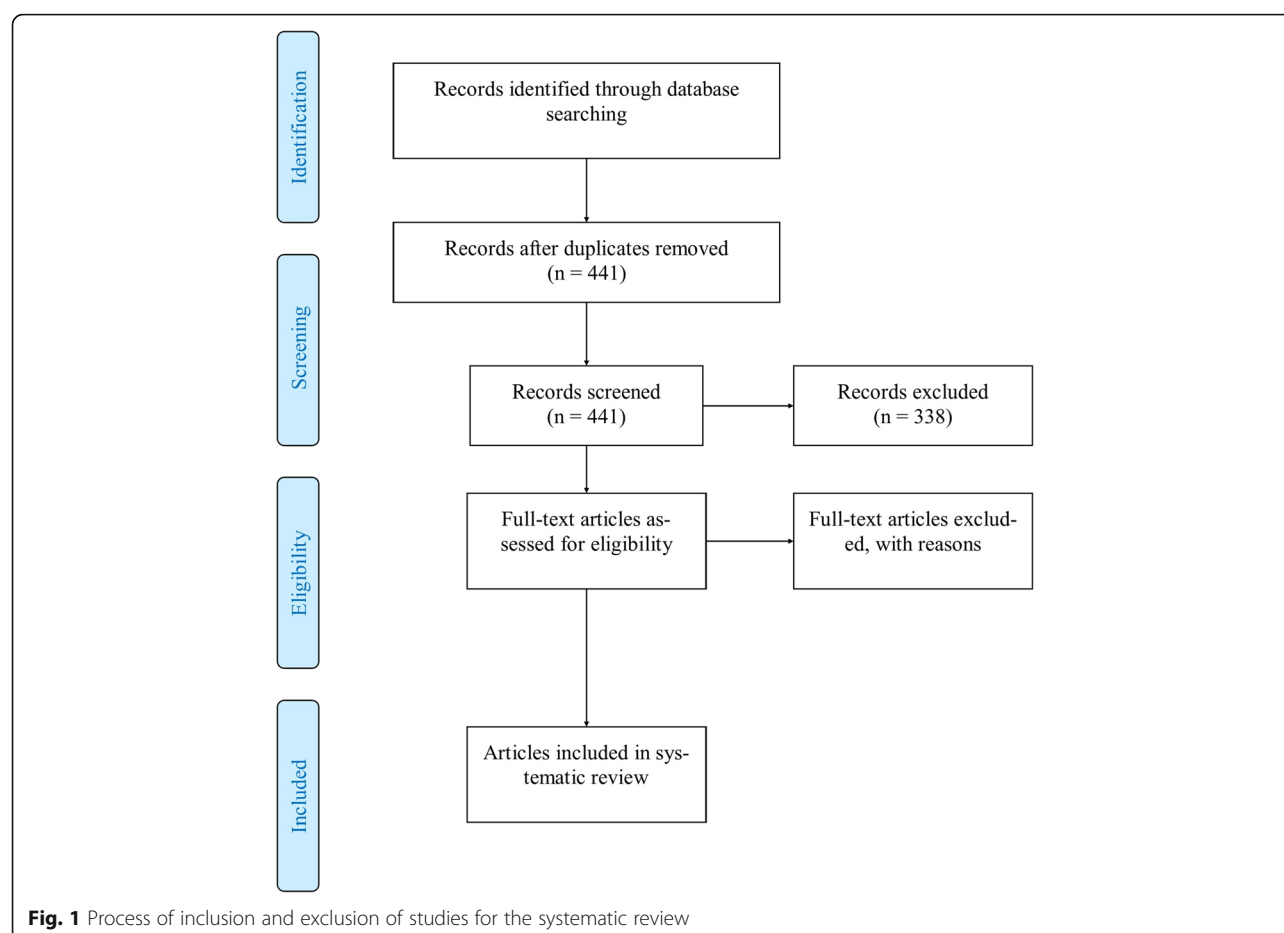 Identification
Records identified through database
searching
Records after duplicates removed
(n = 441)
Screening
Records screened
(n = 441)
Records excluded
(n = 338)
Eligibility
Full-text articles as-
sessed for eligibility
Full-text articles exclud-
ed, with reasons
Included
Articles included in sys-
tematic review
Fig. 1 Process of inclusion and exclusion of studies for the systematic review